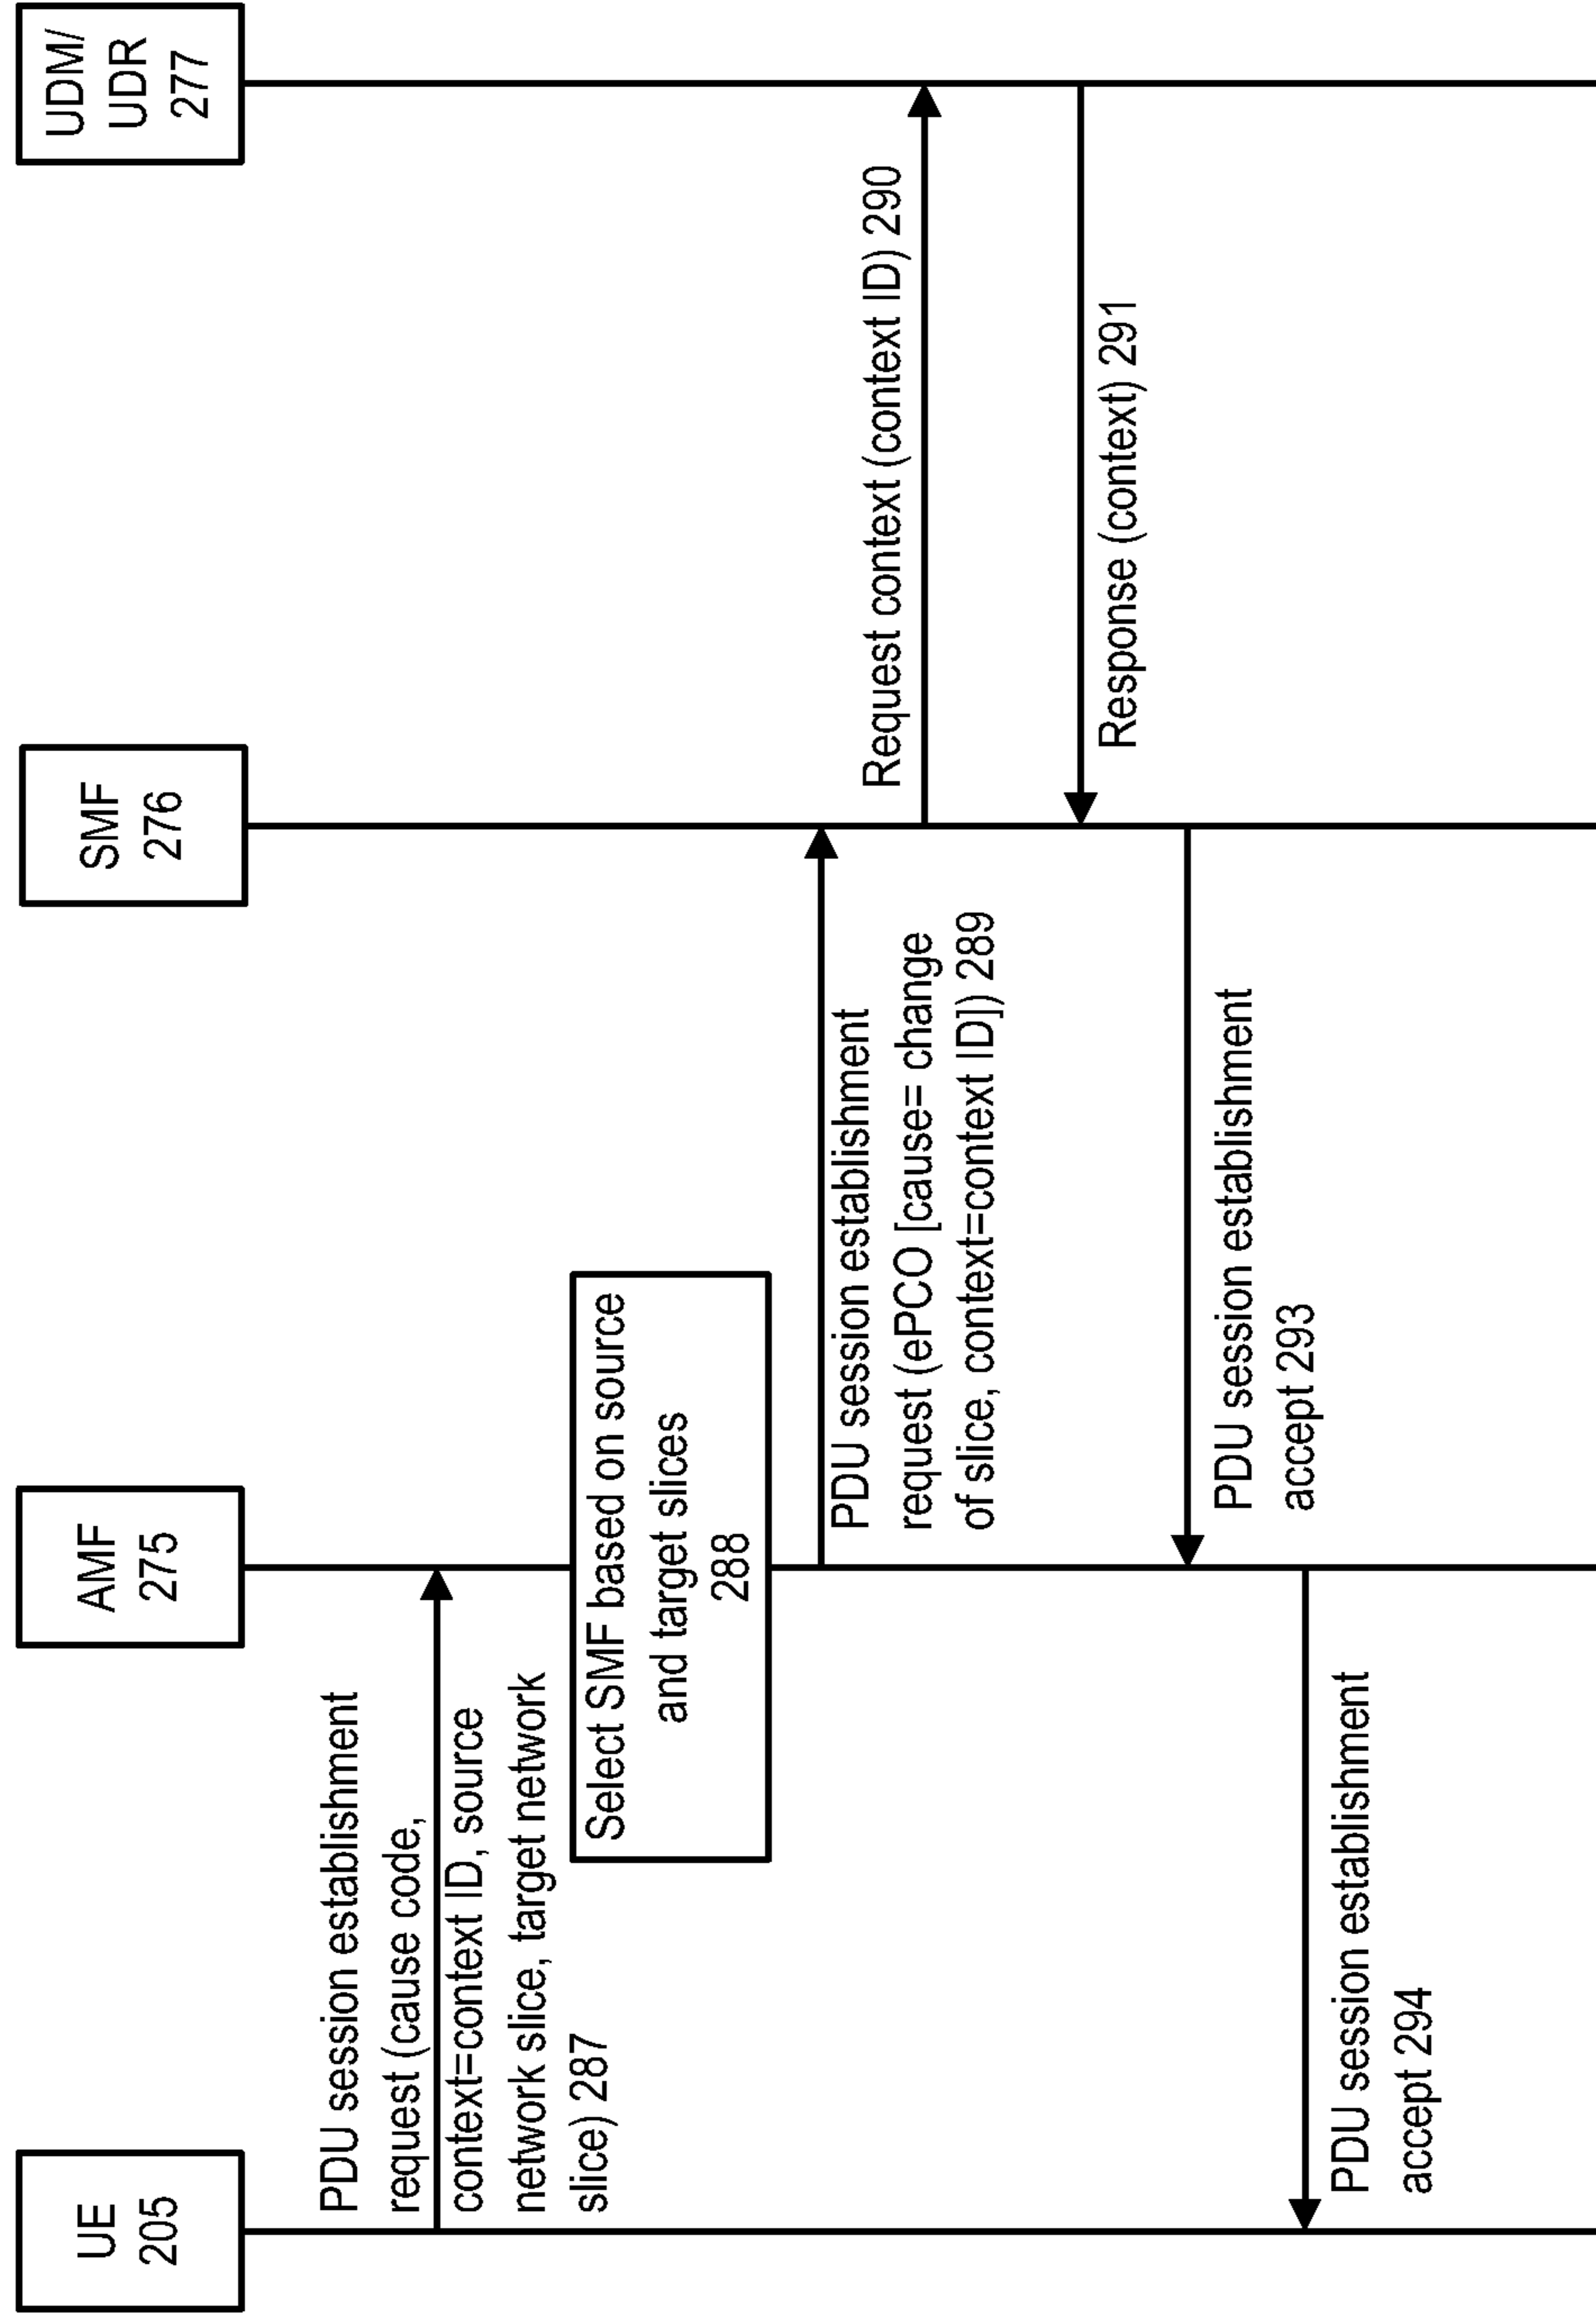 UE
205
AMF
275
SMF
276
UDM/
UDR
277
PDU session establishment
request (cause code,
context=context ID, source
network slice, target network
slice) 287
Select SMF based on source
and target slices
288
PDU session establishment
request (ePCO [cause= change
of slice, context=context ID]) 289
Request context (context ID) 290
Response (context) 291
PDU session establishment
accept 293
PDU session establishment
accept 294